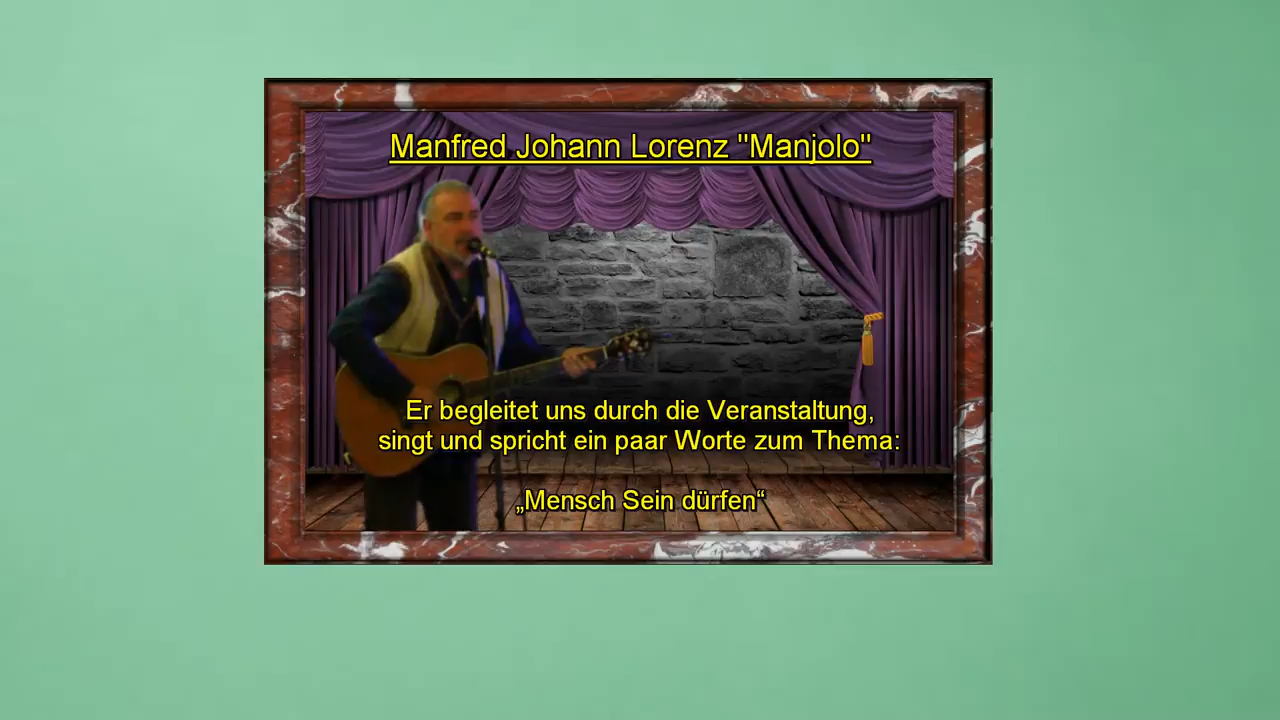 Manfred Johann Lorenz "Manjolo"
Er begleitet uns durch die Veranstaltung,
singt und spricht ein paar Worte zum Thema:
„Mensch Sein dürfen“